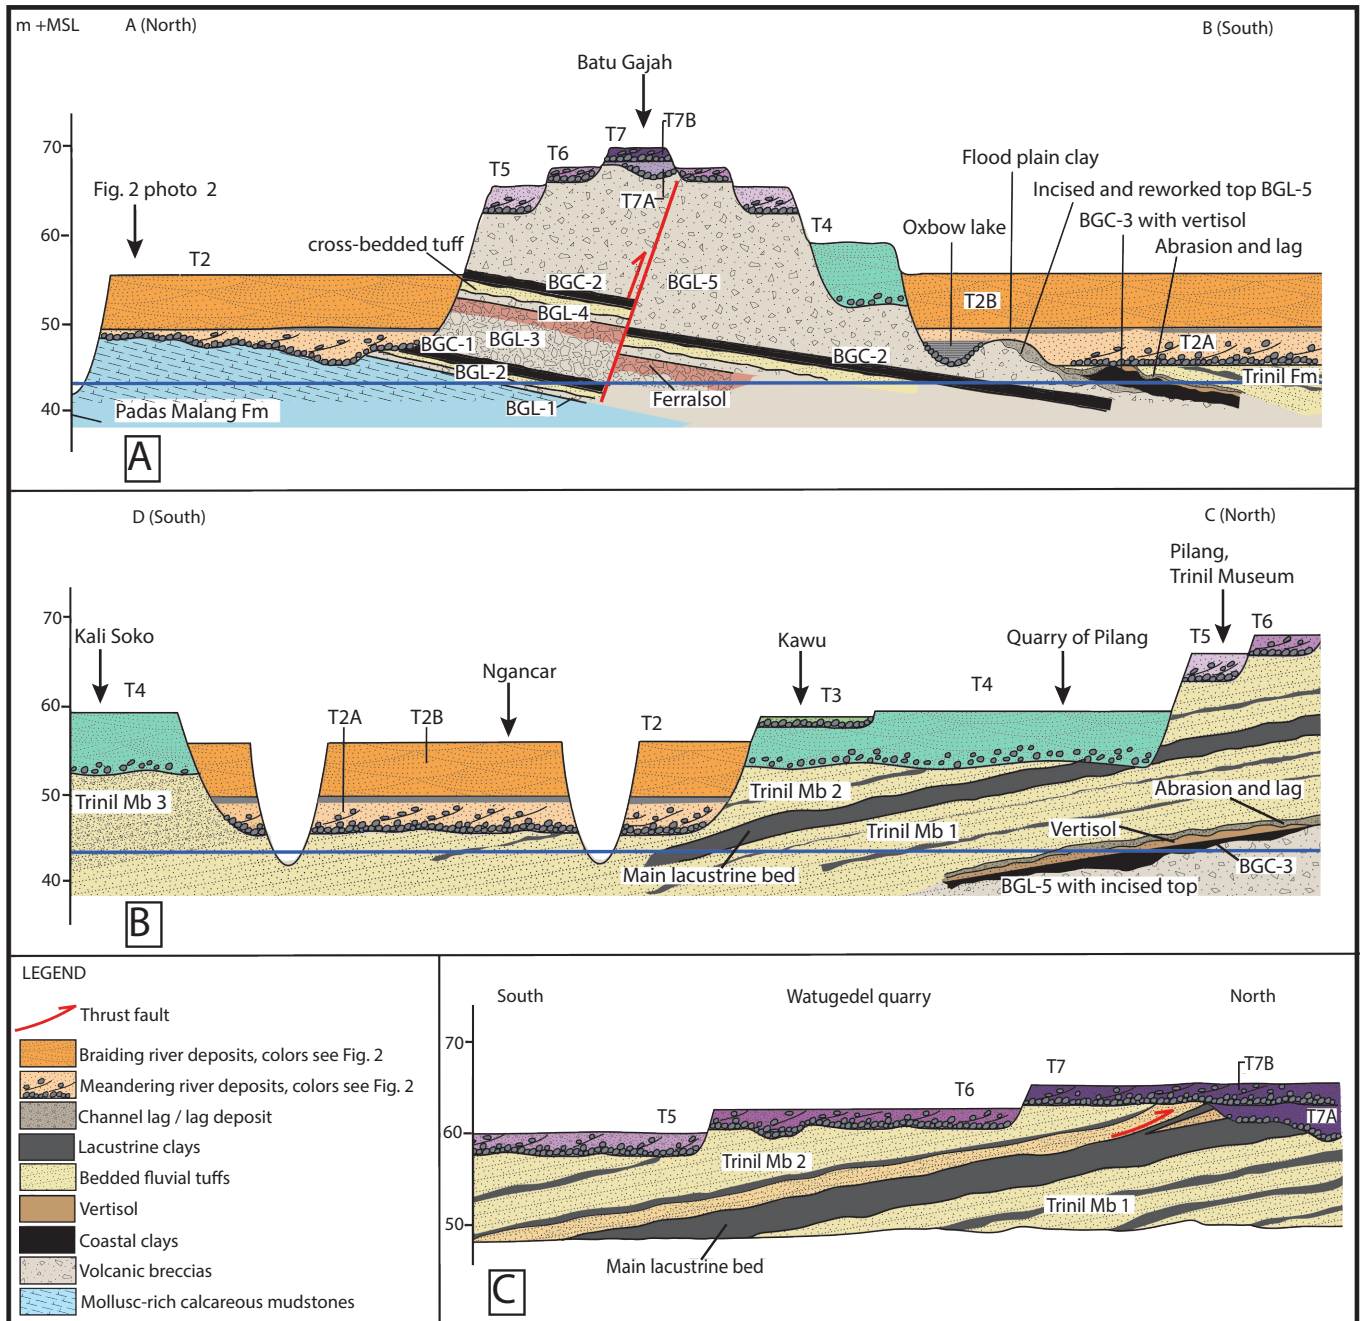 m +MSL
A (North)
B (South)
Batu Gajah
70
60
50
40
Fig. 2 photo 2
T2
T5
T6
T7
T7B
T7A
T4
cross-bedded tuff
Flood plain clay
Incised and reworked top BGL-5
BGC-3 with vertisol
Abrasion and lag
Oxbow lake
BGC-2
BGL-5
T2B
BGL-4
BGC-1
BGL-3
BGC-2
T2A
BGL-2
Trinil Fm
BGL-1
Ferralsol
Padas Malang Fm
A
D (South)
C (North)
Pilang,
Trinil Museum
70
60
50
40
Kali Soko
T4
Ngancar
T2A
T2B
T2
Kawu
T3
Quarry of Pilang
T4
T5
T6
Trinil Mb 3
Trinil Mb 2
Abrasion and lag
Trinil Mb 1
Vertisol
Main lacustrine bed
BGC-3
BGL-5 with incised top
B
LEGEND
Thrust fault
Braiding river deposits, colors see Fig. 2
Meandering river deposits, colors see Fig. 2
Channel lag / lag deposit
Lacustrine clays
Bedded fluvial tuffs
Vertisol
Coastal clays
Volcanic breccias
Mollusc-rich calcareous mudstones
South
Watugedel quarry
North
70
60
50
T5
T6
T7
T7B
T7A
Trinil Mb 2
Trinil Mb 1
Main lacustrine bed
C